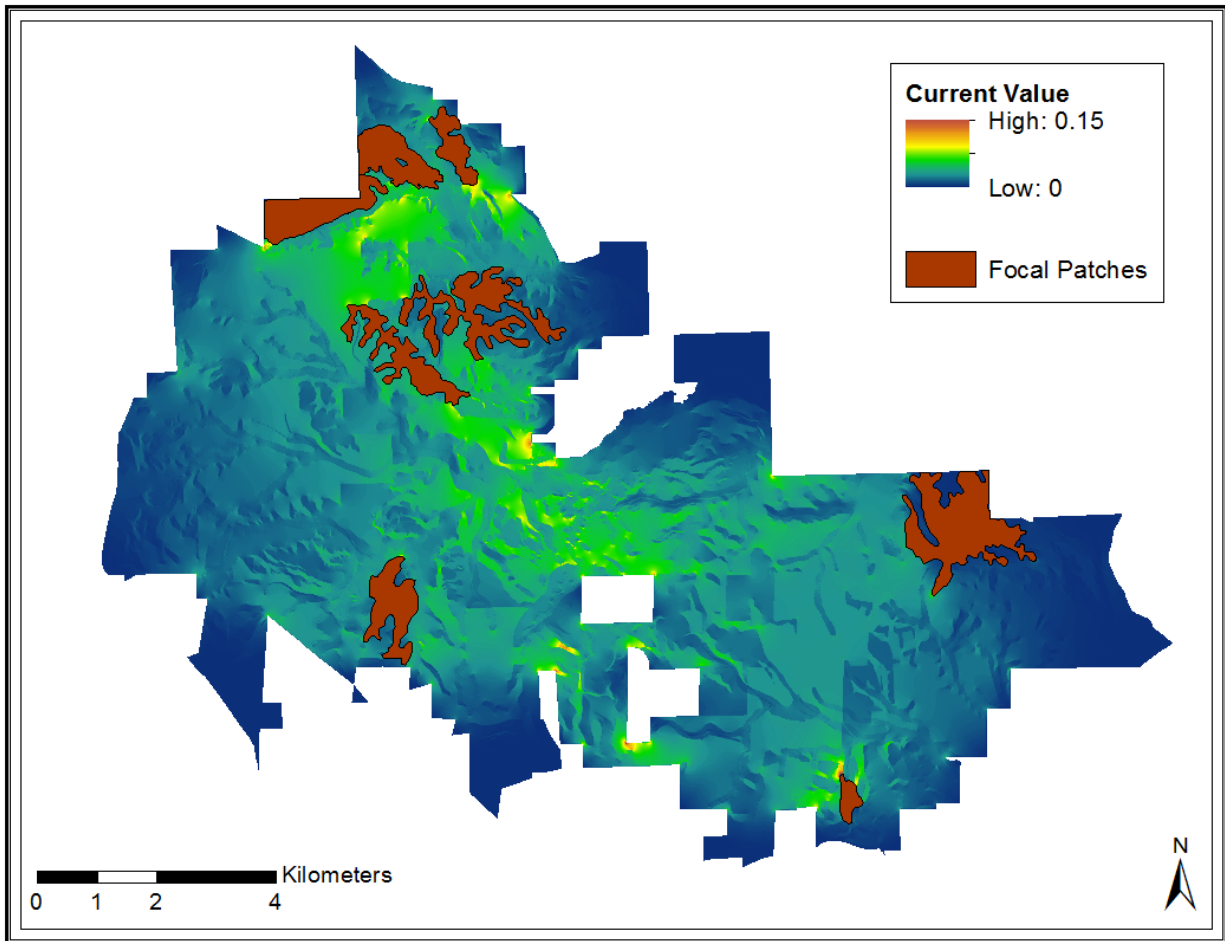 Current Value
High: 0.15
Low: 0
Focal Patches
N
Kilometers
0 1 2 4